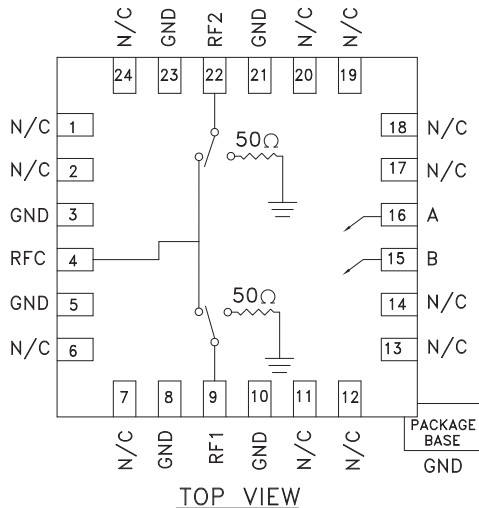 N/C GND RF2 GND N/C N/C
24 23 22 21 20 19
N/C 1
N/C 2
GND 3
RFC 4
GND 5
N/C 6
50Ω
50Ω
18 N/C
17 N/C
16 A
15 B
14 N/C
13 N/C
7 8 9 10 11 12
N/C GND RF1 GND N/C N/C
PACKAGE
BASE
GND
TOP VIEW